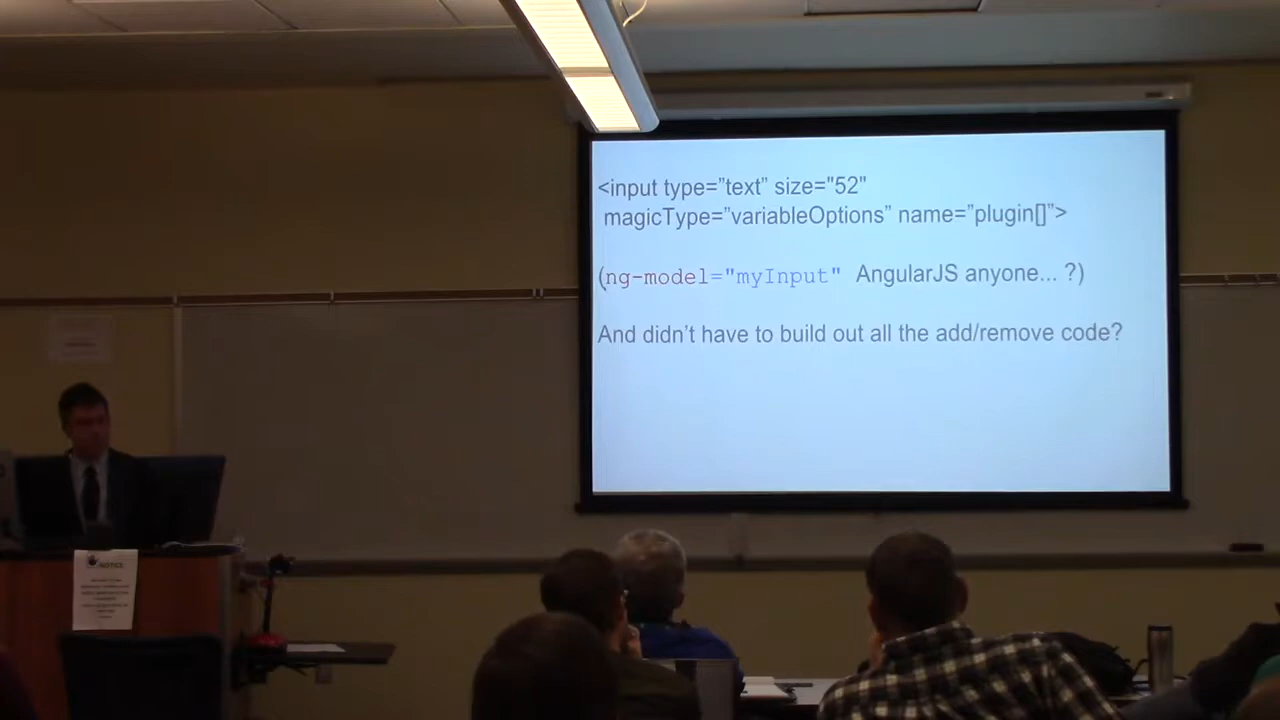 <input type=”text” size="52"
magicType=”variableOptions” name=”plugin[]”>
(ng-model="myInput" AngularJS anyone... ?)
And didn’t have to build out all the add/remove code?
NOTICE